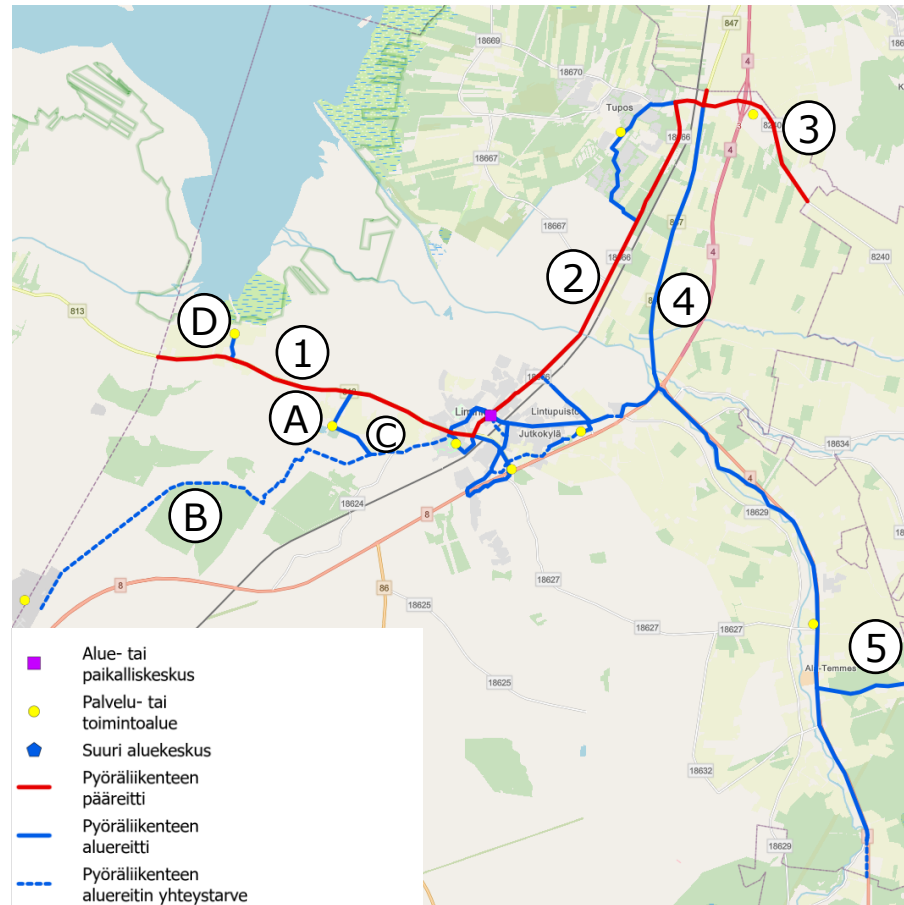 847
18669
4
18670
Tupos
3
8240
3
18666
18667
4
18667
847
18666
2
4
8240
D
813
1
4
A
C
Lintupuisto
Jutkokylä
18634
B
4
18624
18629
8
8
86
18627
18625
18627
18627
5
Ala-Temmes
18625
18632
18629
Alue- tai
paikalliskeskus
Palvelu- tai
toimintoalue
Suuri aluekeskus
Pyöräliikenteen
pääreitti
Pyöräliikenteen
aluereitti
Pyöräliikenteen
aluereitin yhteystarve